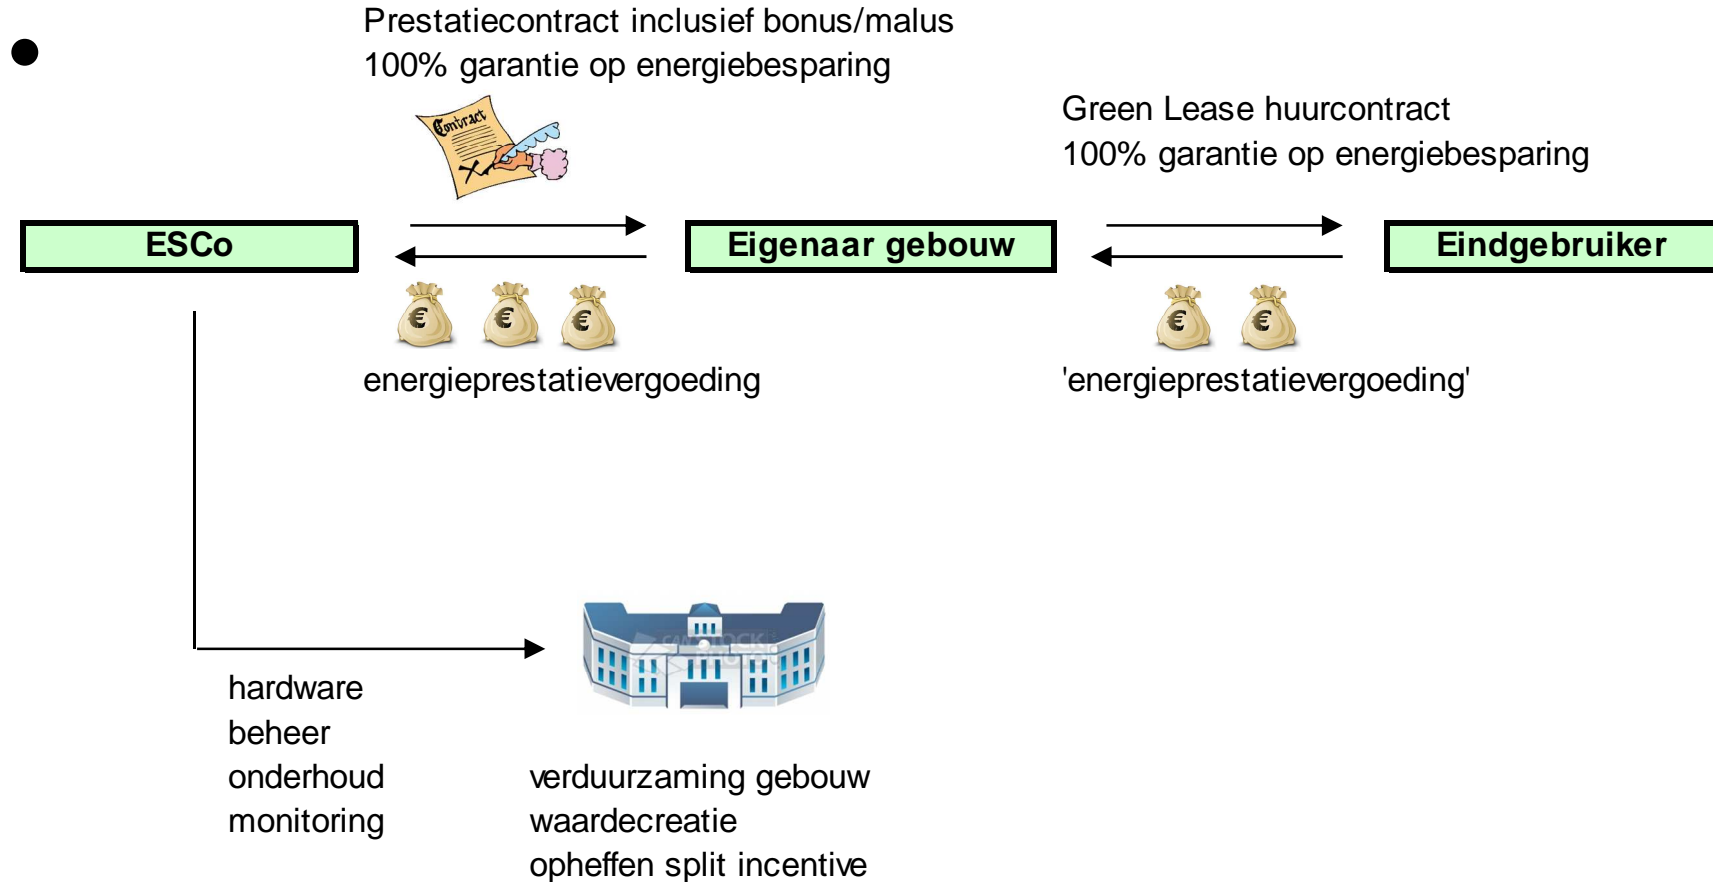 Prestatiecontract inclusief bonus/malus
100% garantie op energiebesparing
Contract
Green Lease huurcontract
100% garantie op energiebesparing
ESCo
Eigenaar gebouw
Eindgebruiker
€ € €
€ €
energieprestatievergoeding
'energieprestatievergoeding'
hardware
beheer
onderhoud
monitoring
verduurzaming gebouw
waardecreatie
opheffen split incentive